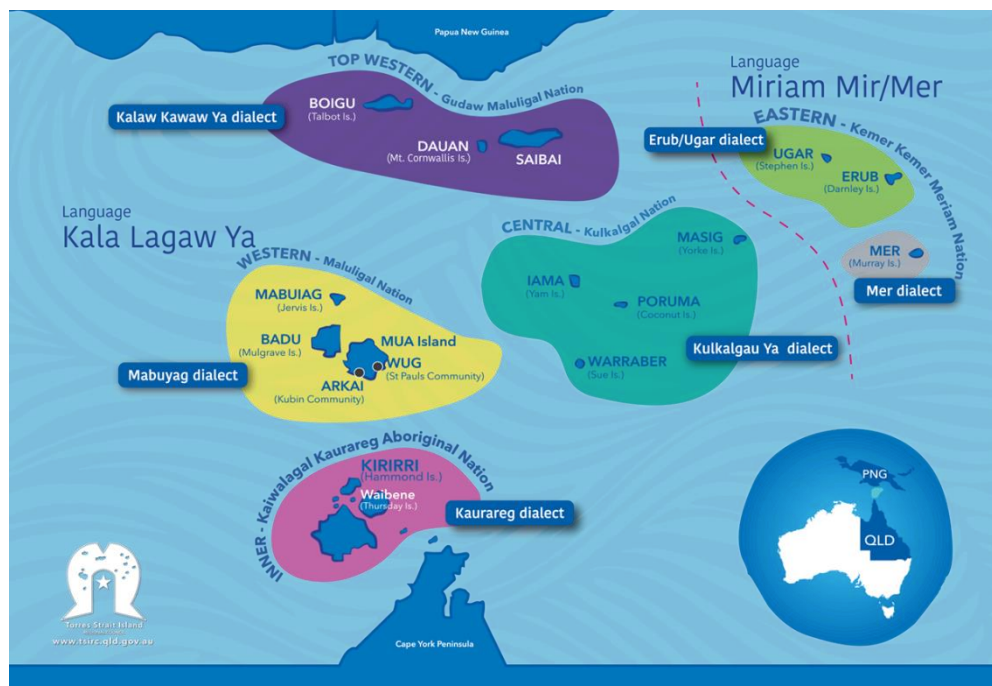 Papua New Guinea
TOP WESTERN - Gudaw Maluligal Nation
Kalaw Kawaw Ya dialect
BOIGU
(Talbot Is.)
DAUAN
(Mt. Cornwallis Is.)
SAIBAI
Language
Miriam Mir/Mer
EASTERN - Kemer Kemer Meriam Nation
Erub/Ugar dialect
UGAR
(Stephen Is.)
ERUB
(Darnley Is.)
MER
(Murray Is.)
Mer dialect
Language
Kala Lagaw Ya
CENTRAL - Kulkalgal Nation
MASIG
(Yorke Is.)
IAMA
(Yam Is.)
PORUMA
(Coconut Is.)
WARRABER
(Sue Is.)
Kulkalgau Ya dialect
WESTERN - Maluligal Nation
MABUIAG
(Jervis Is.)
BADU
(Mulgrave Is.)
MUA Island
WUG
(St Pauls Community)
ARKAI
(Kubin Community)
Mabuyag dialect
INNER - Kaiwalagal Kaurareg Aboriginal Nation
KIRIRRI
(Hammond Is.)
Waibene
(Thursday Is.)
Kaurareg dialect
Cape York Peninsula
PNG
QLD
Torres Strait Island
www.tsirc.qld.gov.au